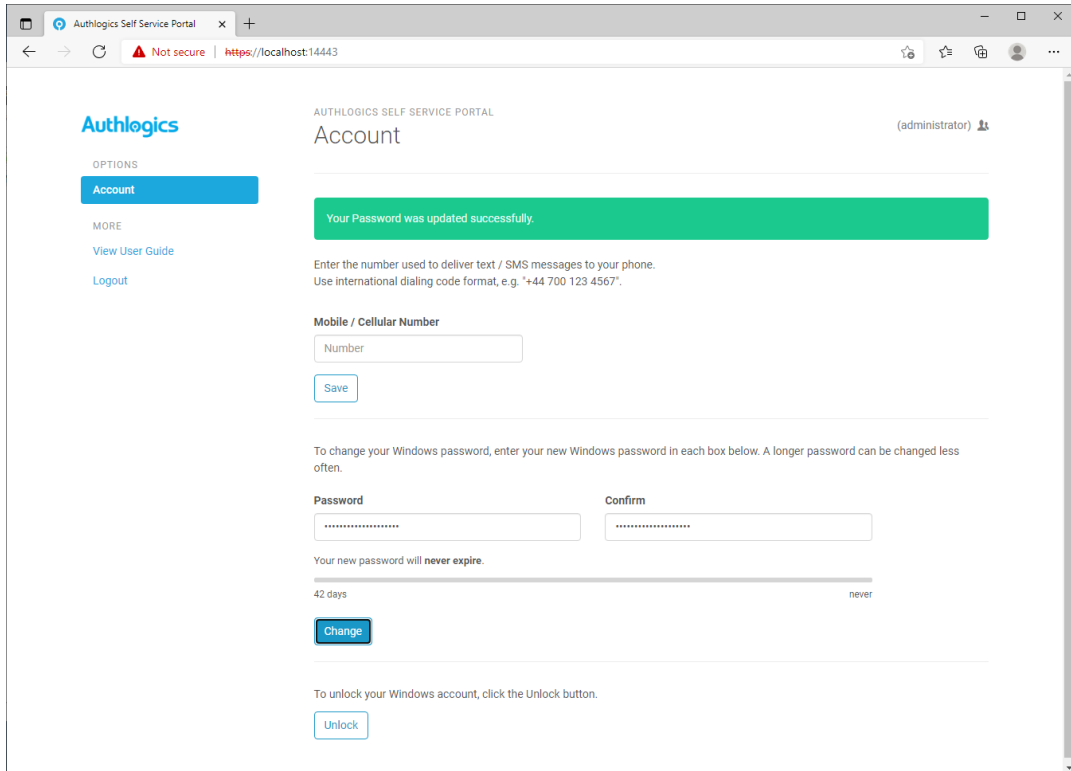 Authlogics Self Service Portal
Not secure | https://localhost:14443
Authlogics
OPTIONS
Account
MORE
View User Guide
Logout
AUTHLOGICS SELF SERVICE PORTAL
Account
(administrator)
Your Password was updated successfully.
Enter the number used to deliver text / SMS messages to your phone.
Use international dialing code format, e.g. "+44 700 123 4567".
Mobile / Cellular Number
Number
Save
To change your Windows password, enter your new Windows password in each box below. A longer password can be changed less
often.
Password
Confirm
Your new password will never expire.
42 days
never
Change
To unlock your Windows account, click the Unlock button.
Unlock